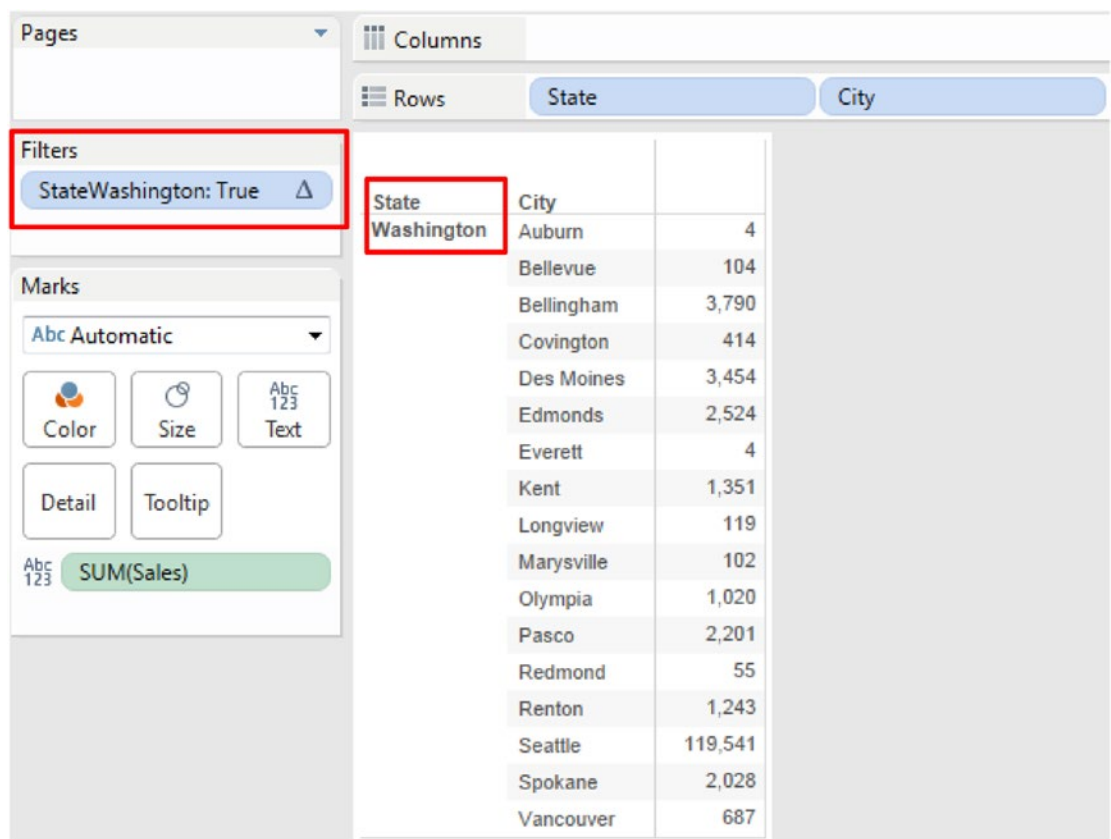 Pages
Columns
Rows State City
Filters
StateWashington: True Δ
Marks
Abc Automatic
Color
Size
Abc
123
Text
Detail
Tooltip
Abc
123
SUM(Sales)
State City
Washington Auburn 4
Bellevue 104
Bellingham 3,790
Covington 414
Des Moines 3,454
Edmonds 2,524
Everett 4
Kent 1,351
Longview 119
Marysville 102
Olympia 1,020
Pasco 2,201
Redmond 55
Renton 1,243
Seattle 119,541
Spokane 2,028
Vancouver 687